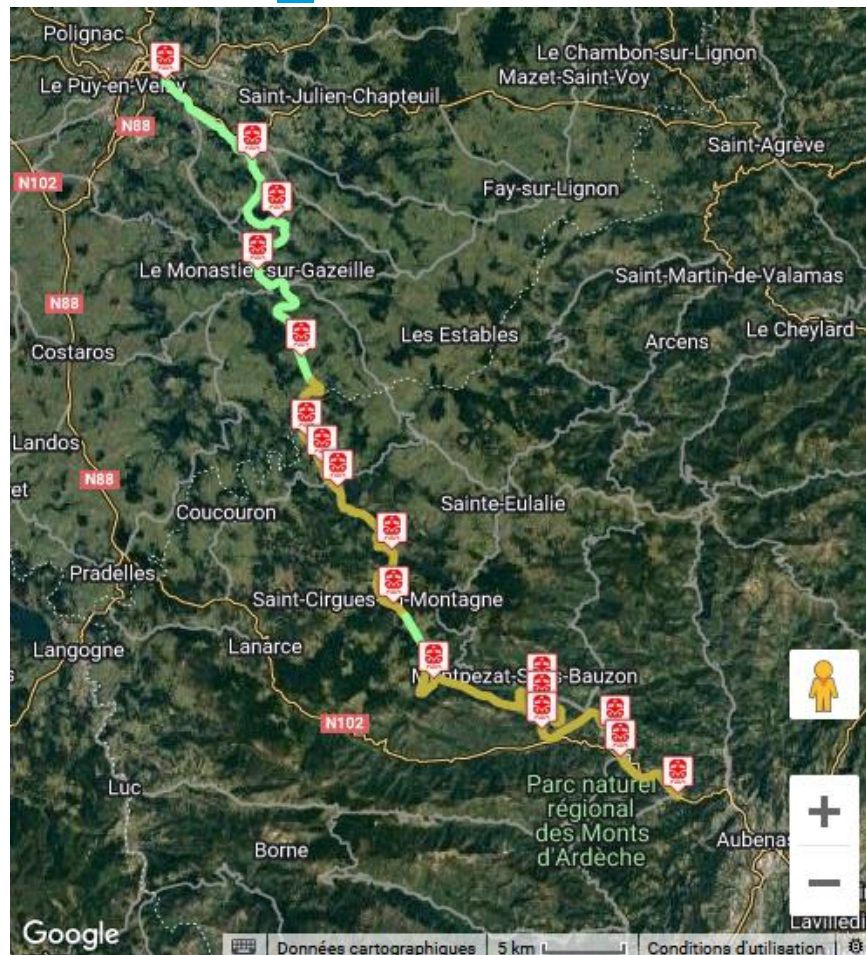 Polignac
Le Chambon-sur-Lignon
Mazet-Saint-Voy
Le Puy-en-Velay
Saint-Julien-Chapteuil
N88
Saint-Agrève
N102
Fay-sur-Lignon
Le Monastier-sur-Gazeille
Saint-Martin-de-Valamas
N88
Le Cheylard
Costaros
Les Estables
Arcens
Landos
N88
et
Sainte-Eulalie
Coucouron
Pradelles
Saint-Cirgues-en-Montagne
Langogne
Lanarce
Montpezat-Sous-Bauzon
N102
Luc
Parc naturel
régional
des Monts
d'Ardèche
Borne
Aubenas
Lavilledi
Google
Données cartographiques
5 km
Conditions d'utilisation